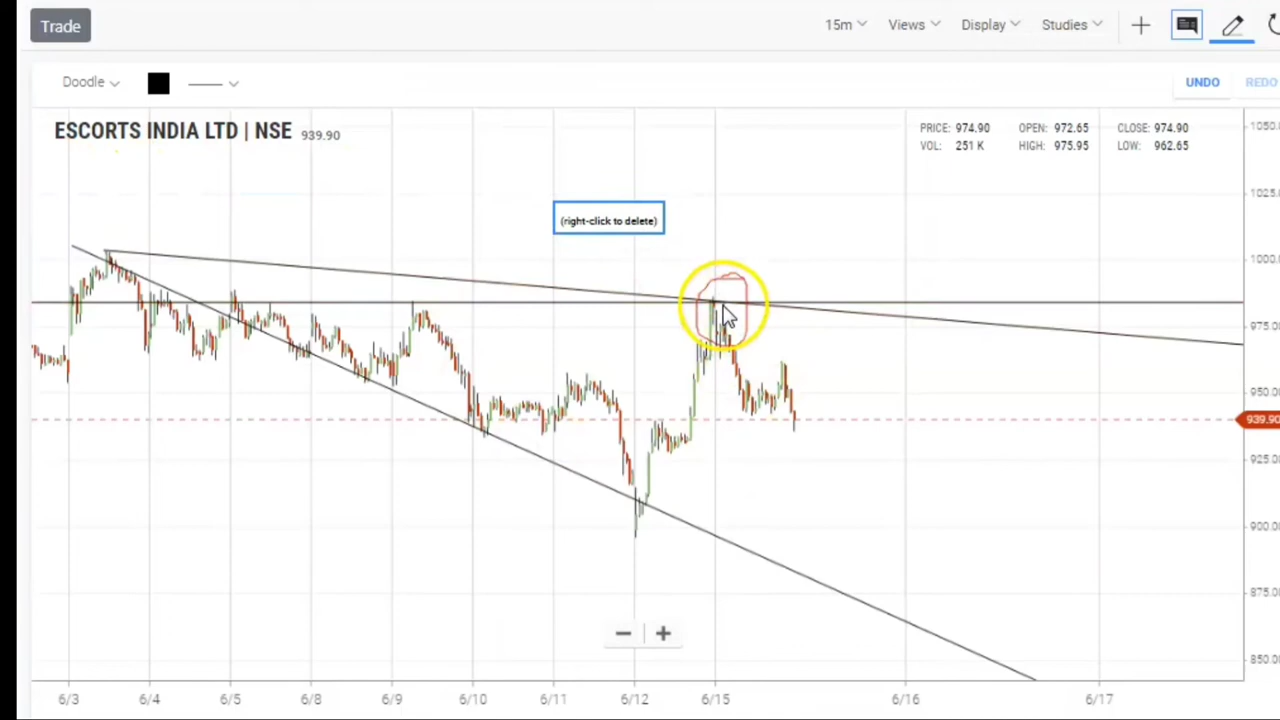 Trade
15m Views Display Studies
Doodle
UNDO REDO
ESCORTS INDIA LTD | NSE 939.90
PRICE: 974.90 OPEN: 972.65 CLOSE: 974.90
VOL: 251 K HIGH: 975.95 LOW: 962.65
(right-click to delete)
1050.
1025.
1000.
975.0
950.0
939.90
925.0
900.0
875.0
850.0
6/3 6/4 6/5 6/8 6/9 6/10 6/11 6/12 6/15 6/16 6/17